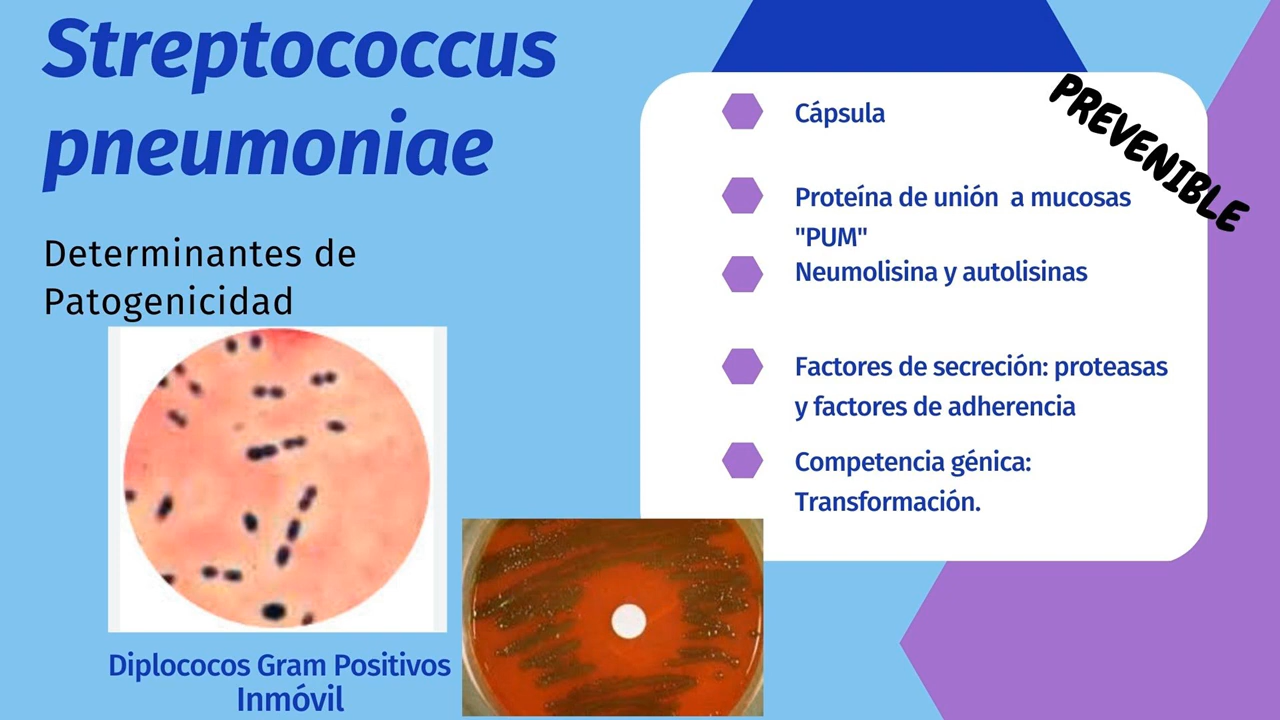 Streptococcus
pneumoniae
Determinantes de
Patogenicidad
Diplococos Gram Positivos
Inmóvil
PREVENIBLE
Cápsula
Proteína de unión a mucosas
"PUM"
Neumolisina y autolisinas
Factores de secreción: proteasas
y factores de adherencia
Competencia génica:
Transformación.